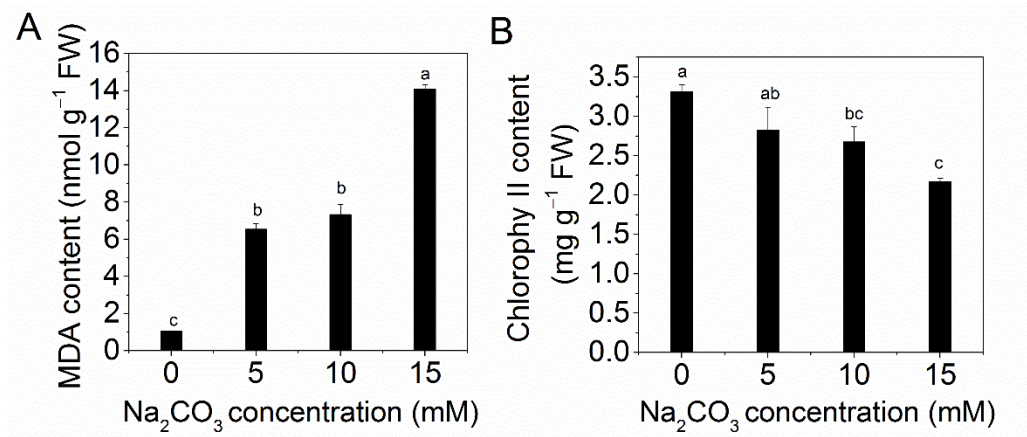 A
MDA content (nmol g⁻¹ FW)
16
14
12
10
8
6
4
2
0
c
b
b
a
0 5 10 15
Na₂CO₃ concentration (mM)
B
Chlorophy II content
(mg g⁻¹ FW)
3.5
3.0
2.5
2.0
1.5
1.0
0.5
0.0
a
ab
bc
c
0 5 10 15
Na₂CO₃ concentration (mM)